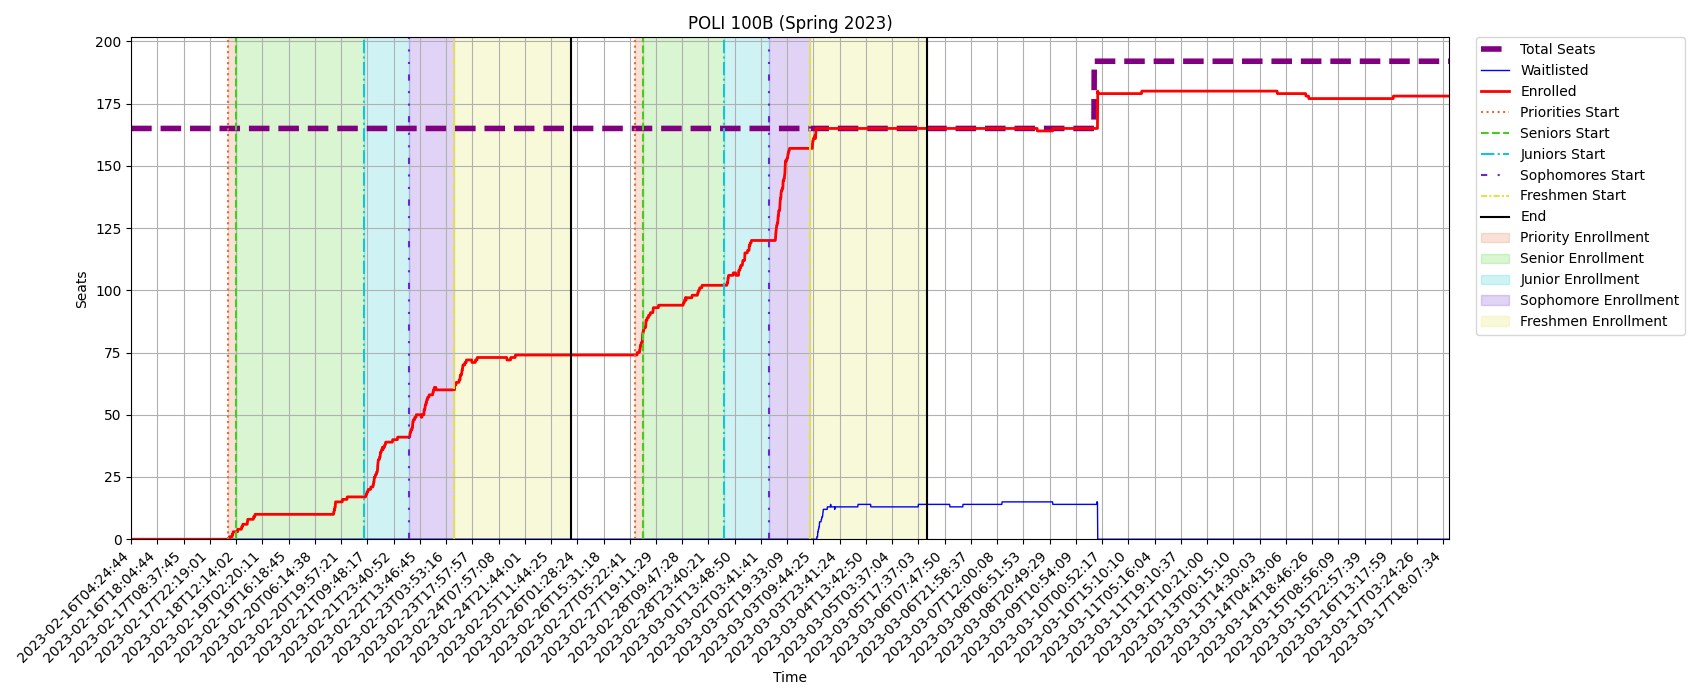 POLI 100B (Spring 2023)
Seats
200
175
150
125
100
75
50
25
0
2023-02-16T04:24:44
2023-02-16T18:04:44
2023-02-17T08:37:45
2023-02-17T22:19:01
2023-02-18T12:14:02
2023-02-19T02:20:11
2023-02-19T16:18:45
2023-02-20T06:14:38
2023-02-20T19:57:21
2023-02-21T09:48:17
2023-02-21T23:40:52
2023-02-22T13:46:45
2023-02-23T03:53:16
2023-02-23T17:57:57
2023-02-24T07:57:08
2023-02-24T21:44:01
2023-02-25T11:44:25
2023-02-26T01:28:24
2023-02-26T15:31:18
2023-02-27T05:22:41
2023-02-27T19:11:29
2023-02-28T09:47:28
2023-02-28T23:40:21
2023-03-01T13:48:50
2023-03-02T03:41:41
2023-03-02T19:33:09
2023-03-03T09:44:25
2023-03-03T23:41:24
2023-03-04T13:42:50
2023-03-05T03:37:04
2023-03-05T17:37:03
2023-03-06T07:47:50
2023-03-06T21:58:37
2023-03-07T12:00:08
2023-03-08T06:51:53
2023-03-08T20:49:29
2023-03-09T10:54:09
2023-03-10T00:52:17
2023-03-10T15:10:10
2023-03-11T05:16:04
2023-03-11T19:10:37
2023-03-12T10:21:00
2023-03-13T00:15:10
2023-03-13T14:30:03
2023-03-14T04:43:06
2023-03-14T18:46:26
2023-03-15T08:56:09
2023-03-15T22:57:39
2023-03-16T13:17:59
2023-03-17T03:24:26
2023-03-17T18:07:34
Time
Total Seats
Waitlisted
Enrolled
Priorities Start
Seniors Start
Juniors Start
Sophomores Start
Freshmen Start
End
Priority Enrollment
Senior Enrollment
Junior Enrollment
Sophomore Enrollment
Freshmen Enrollment